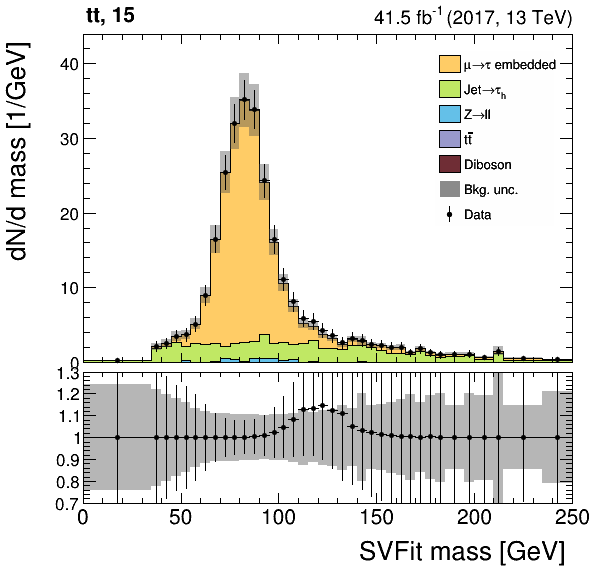 tt, 15
41.5 fb⁻¹ (2017, 13 TeV)
dN/d mass [1/GeV]
40
30
20
10
0
μ→τ embedded
Jet→τₕ
Z→ll
tt̄
Diboson
Bkg. unc.
Data
1.3
1.2
1.1
1
0.9
0.8
0.7
0 50 100 150 200 250
SVFit mass [GeV]